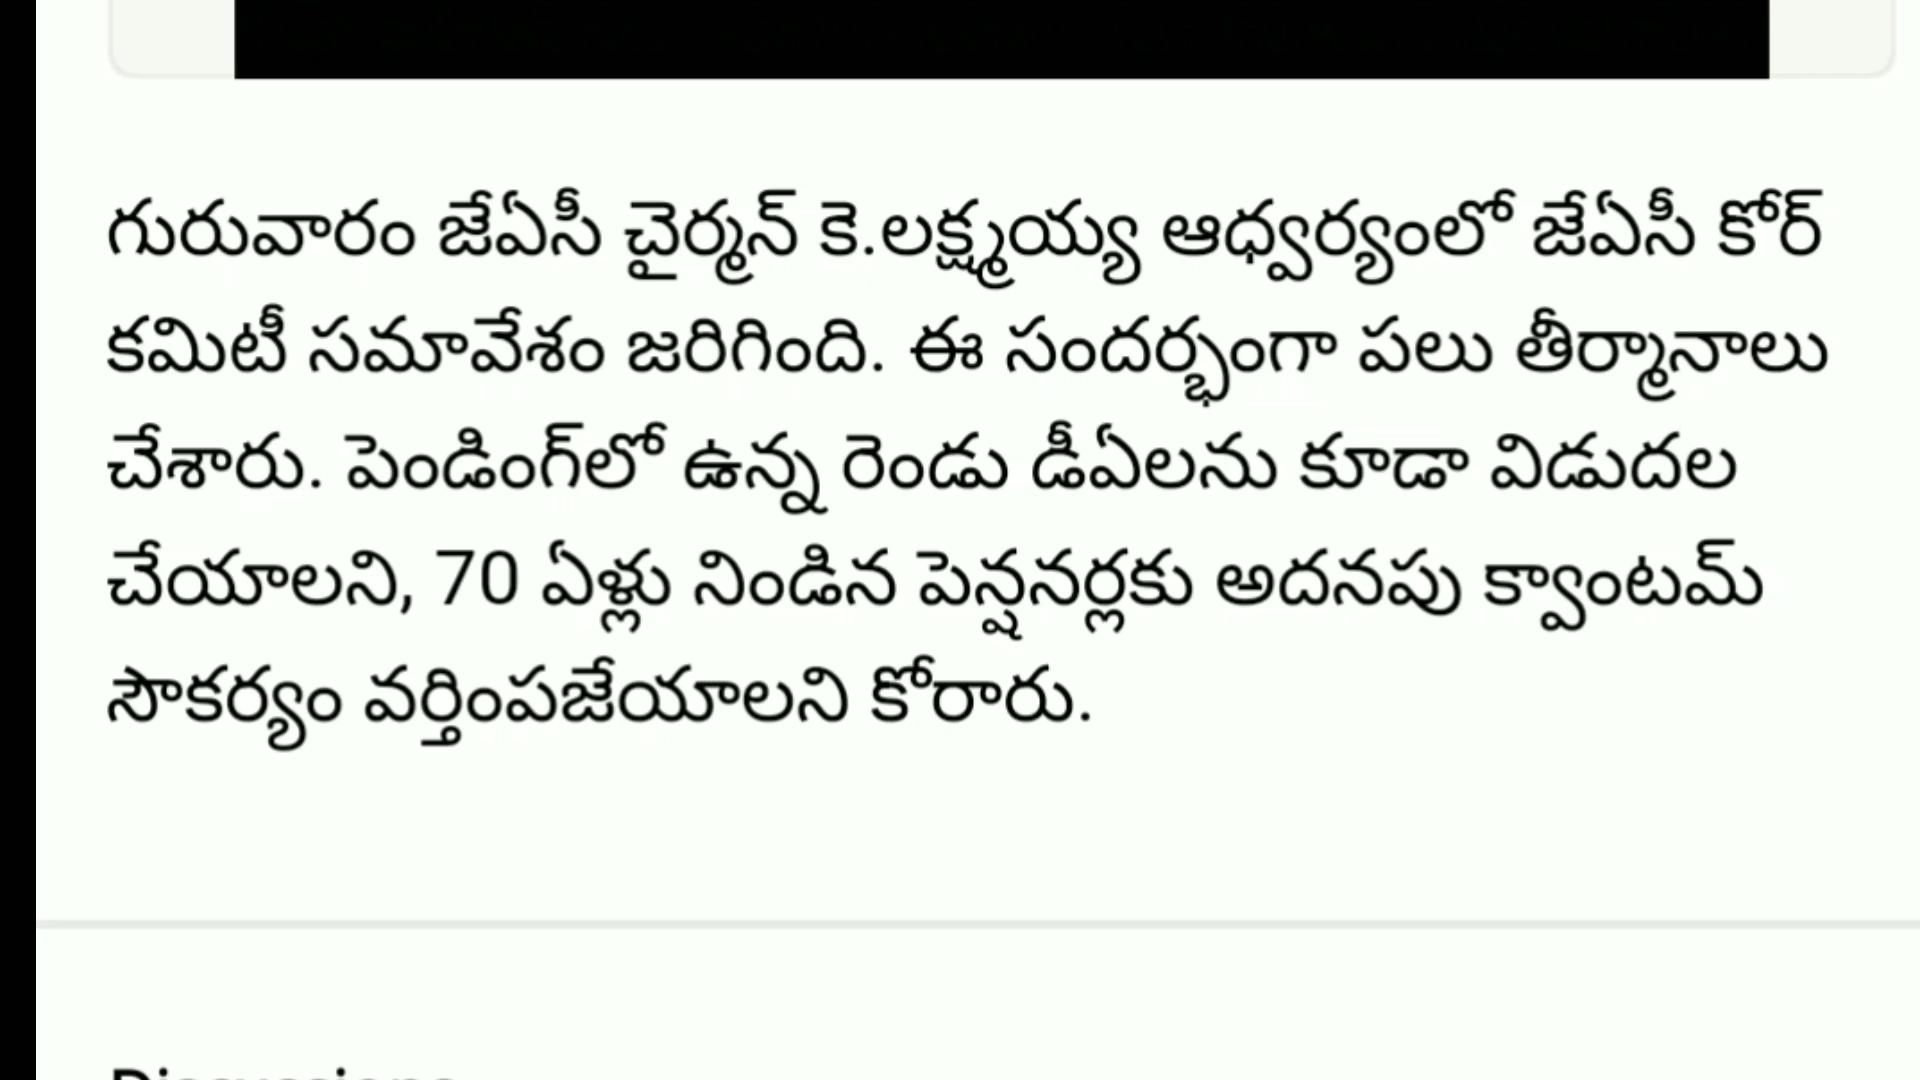 గురువారం జేఏసీ చైర్మన్ కె.లక్ష్మయ్య ఆధ్వర్యంలో జేఏసీ కోర్
కమిటీ సమావేశం జరిగింది. ఈ సందర్భంగా పలు తీర్మానాలు
చేశారు. పెండింగ్‌లో ఉన్న రెండు డీఏలను కూడా విడుదల
చేయాలని, 70 ఏళ్లు నిండిన పెన్షనర్లకు అదనపు క్వాంటమ్
సౌకర్యం వర్తింపజేయాలని కోరారు.